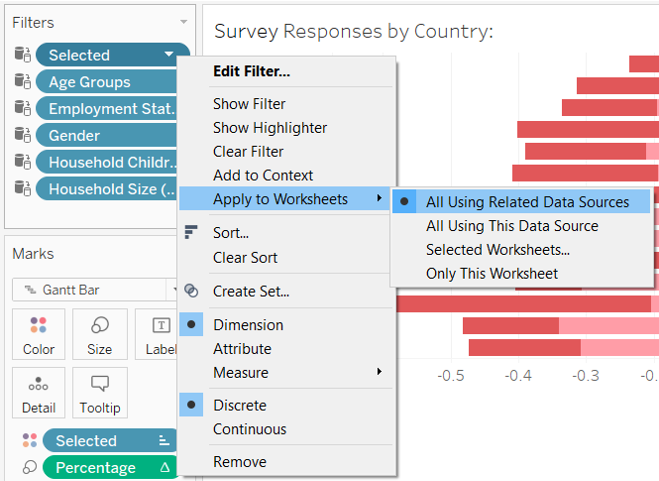 Filters
Selected
Age Groups
Employment Stat..
Gender
Household Childr..
Household Size (..
Marks
Gantt Bar
Color
Size
Label
Detail
Tooltip
Selected
Percentage
Edit Filter...
Show Filter
Show Highlighter
Clear Filter
Add to Context
Apply to Worksheets
Sort...
Clear Sort
Create Set...
Dimension
Attribute
Measure
Discrete
Continuous
Remove
All Using Related Data Sources
All Using This Data Source
Selected Worksheets...
Only This Worksheet
Survey Responses by Country:
-0.5 -0.4 -0.3